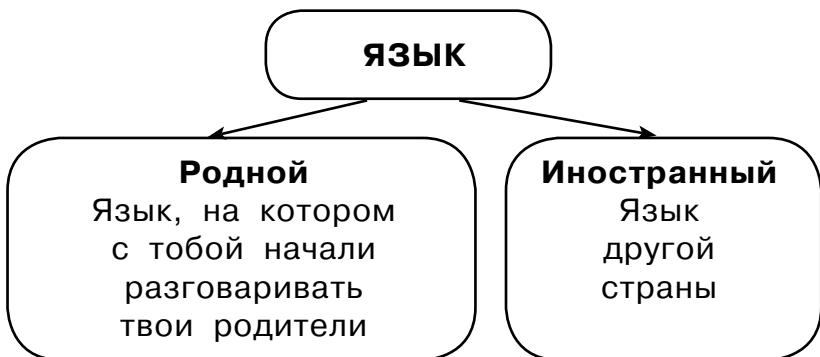 ЯЗЫК
Родной
Язык, на котором
с тобой начали
разговаривать
твои родители
Иностранный
Язык
другой
страны